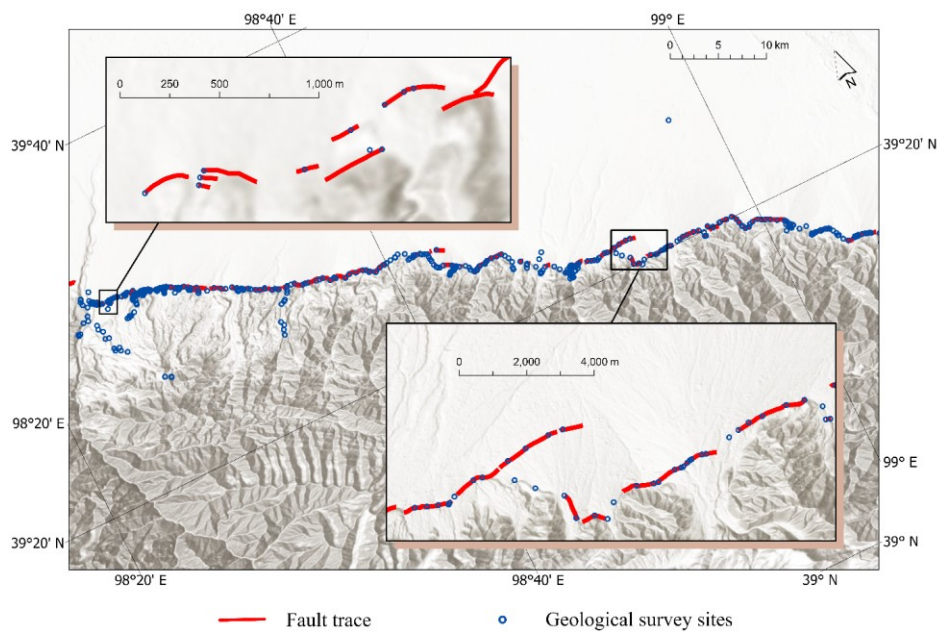 98°40' E
99° E
0 5 10 km
N
0 250 500 1,000 m
39°40' N
39°20' N
0 2,000 4,000 m
98°20' E
99° E
39°20' N
39° N
98°20' E
98°40' E
39° N
Fault trace
Geological survey sites